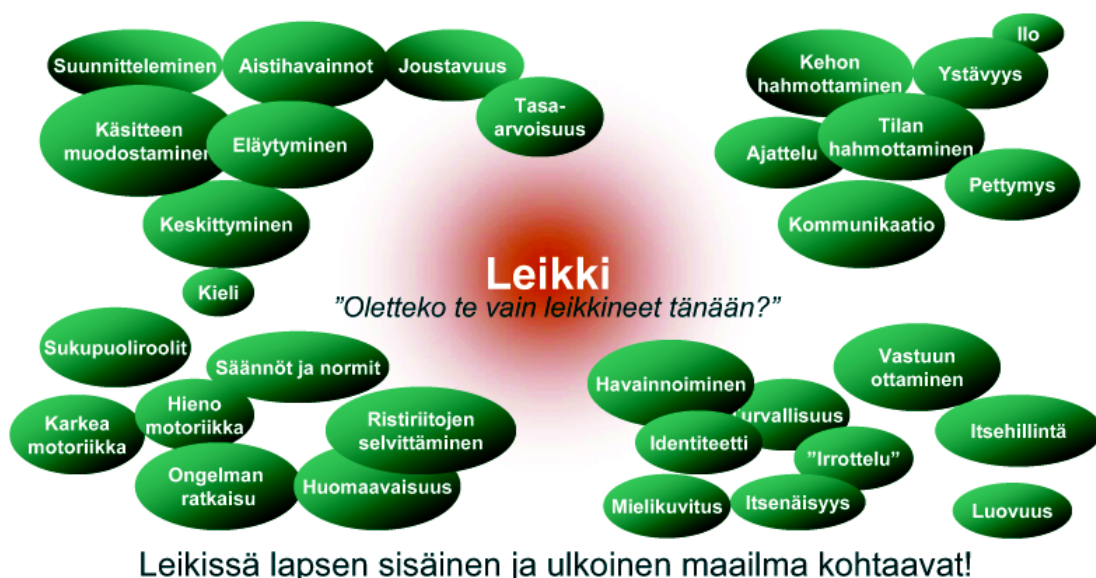 Suunnitteleminen
Aistihavainnot
Joustavuus
Tasa-
arvoisuus
Käsitteen
muodostaminen
Eläytyminen
Keskittyminen
Kieli
Ilo
Kehon
hahmottaminen
Ystävyys
Ajattelu
Tilan
hahmottaminen
Pettymys
Kommunikaatio
Leikki
”Oletteko te vain leikkineet tänään?”
Sukupuoliroolit
Säännöt ja normit
Karkea
motoriikka
Hieno
motoriikka
Ristiriitojen
selvittäminen
Ongelman
ratkaisu
Huomaavaisuus
Havainnoiminen
Vastuun
ottaminen
Turvallisuus
Identiteetti
Itsehillintä
”Irrottelu”
Mielikuvitus
Itsenäisyys
Luovuus
Leikissä lapsen sisäinen ja ulkoinen maailma kohtaavat!